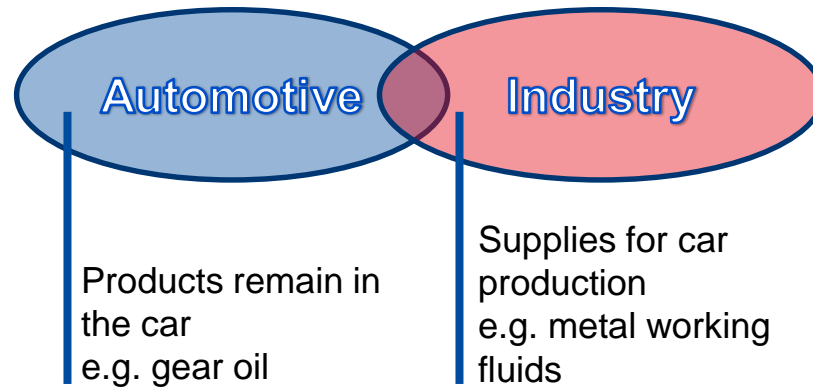 Automotive
Industry
Products remain in
the car
e.g. gear oil
Supplies for car
production
e.g. metal working
fluids